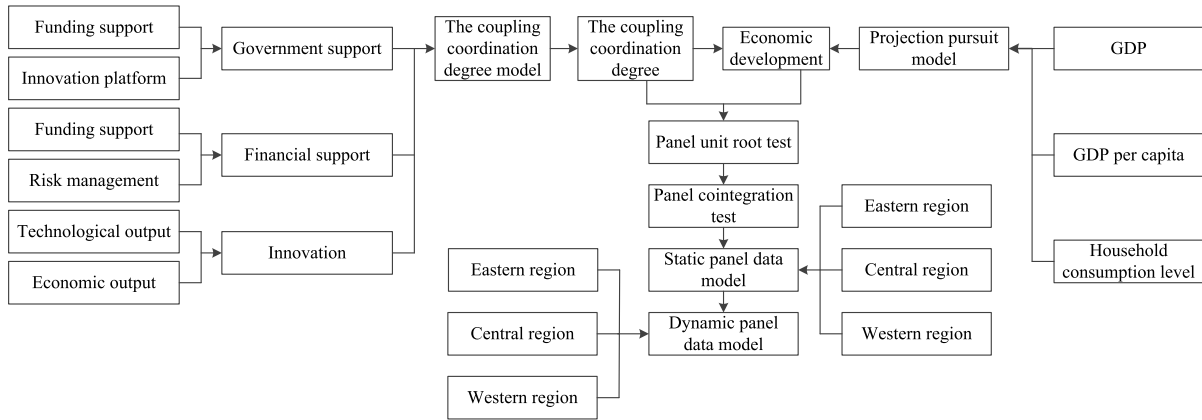 Funding support
Innovation platform
Government support
Funding support
Risk management
Financial support
Technological output
Economic output
Innovation
The coupling
coordination
degree model
The coupling
coordination
degree
Economic
development
Projection pursuit
model
GDP
GDP per capita
Household
consumption level
Panel unit root test
Panel cointegration
test
Static panel data
model
Dynamic panel
data model
Eastern region
Central region
Western region
Eastern region
Central region
Western region